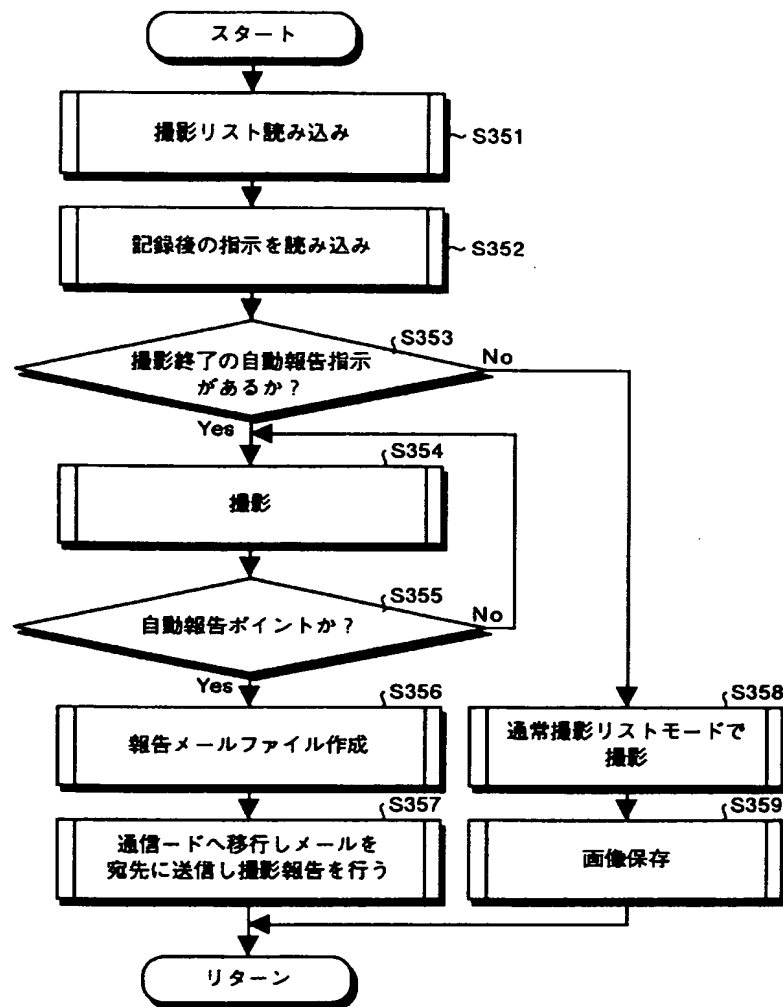 スタート
撮影リスト読み込み
S351
記録後の指示を読み込み
S352
S353
撮影終了の自動報告指示
があるか？
No
Yes
S354
撮影
S355
自動報告ポイントか？
No
Yes
S356
報告メールファイル作成
S358
通常撮影リストモードで
撮影
S357
通信ードへ移行しメールを
宛先に送信し撮影報告を行う
S359
画像保存
リターン